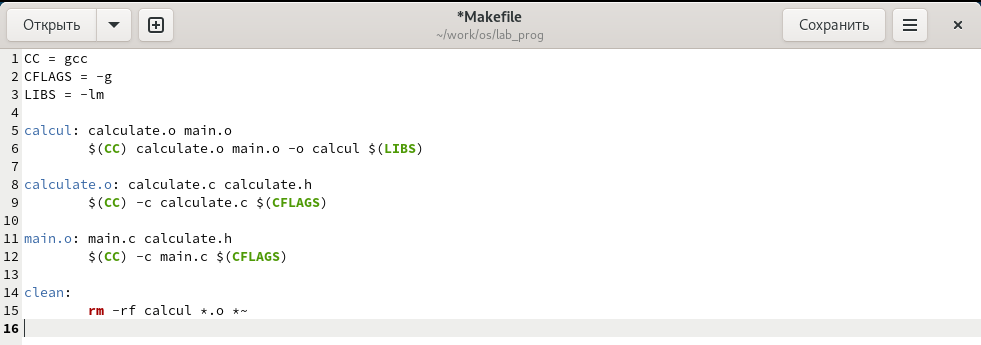 Открыть
*Makefile
~/work/os/lab_prog
Сохранить
1 CC = gcc
2 CFLAGS = -g
3 LIBS = -lm
4
5 calcul: calculate.o main.o
6         $(CC) calculate.o main.o -o calcul $(LIBS)
7
8 calculate.o: calculate.c calculate.h
9         $(CC) -c calculate.c $(CFLAGS)
10
11 main.o: main.c calculate.h
12         $(CC) -c main.c $(CFLAGS)
13
14 clean:
15         rm -rf calcul *.o *~
16